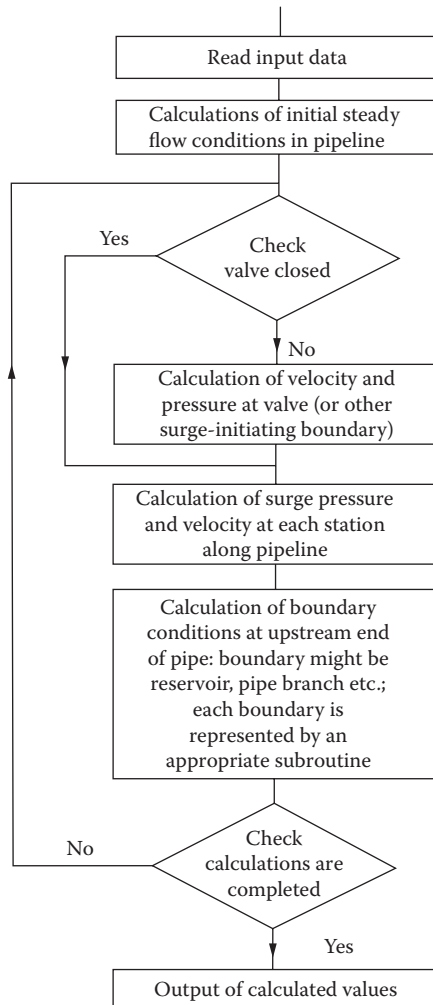 Read input data
Calculations of initial steady
flow conditions in pipeline
Yes
Check
valve closed
No
Calculation of velocity and
pressure at valve (or other
surge-initiating boundary)
Calculation of surge pressure
and velocity at each station
along pipeline
Calculation of boundary
conditions at upstream end
of pipe: boundary might be
reservoir, pipe branch etc.;
each boundary is
represented by an
appropriate subroutine
No
Check
calculations are
completed
Yes
Output of calculated values